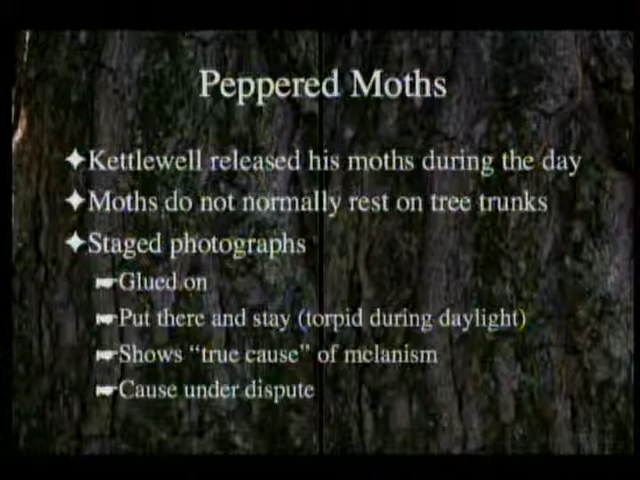 Peppered Moths
Kettlewell released his moths during the day
Moths do not normally rest on tree trunks
Staged photographs
Glued on
Put there and stay (torpid during daylight)
Shows “true cause” of melanism
Cause under dispute